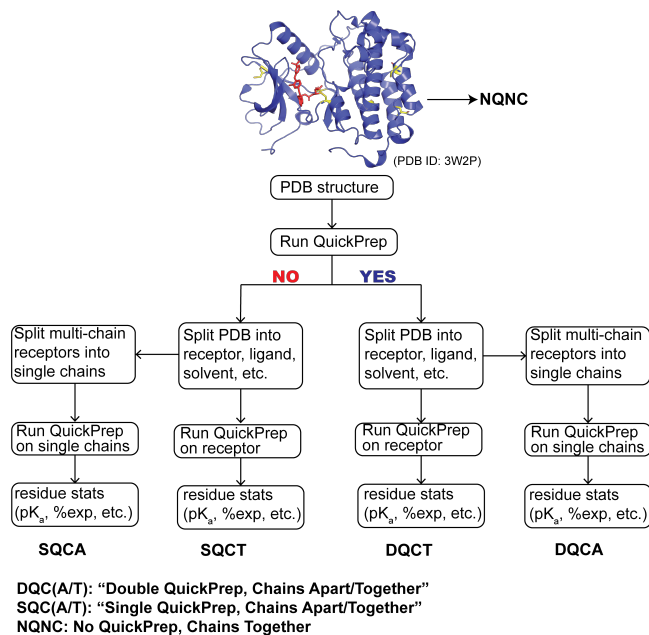 NQNC
(PDB ID: 3W2P)
PDB structure
Run QuickPrep
NO YES
Split multi-chain
receptors into
single chains
Split PDB into
receptor, ligand,
solvent, etc.
Split PDB into
receptor, ligand,
solvent, etc.
Split multi-chain
receptors into
single chains
Run QuickPrep
on single chains
Run QuickPrep
on receptor
Run QuickPrep
on receptor
Run QuickPrep
on single chains
residue stats
(pKa, %exp, etc.)
residue stats
(pKa, %exp, etc.)
residue stats
(pKa, %exp, etc.)
residue stats
(pKa, %exp, etc.)
SQCA SQCT DQCT DQCA
DQC(A/T): “Double QuickPrep, Chains Apart/Together”
SQC(A/T): “Single QuickPrep, Chains Apart/Together”
NQNC: No QuickPrep, Chains Together